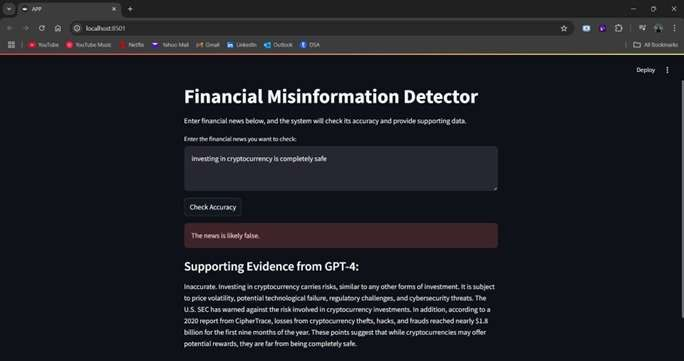 APP
localhost:8501
YouTube YouTube Music Netflix Yahoo Mail Gmail LinkedIn Outlook DSA All Bookmarks
Deploy
Financial Misinformation Detector
Enter financial news below, and the system will check its accuracy and provide supporting data.
Enter the financial news you want to check:
investing in cryptocurrency is completely safe
Check Accuracy
The news is likely false.
Supporting Evidence from GPT-4:
Inaccurate. Investing in cryptocurrency carries risks, similar to any other forms of investment. It is subject
to price volatility, potential technological failure, regulatory challenges, and cybersecurity threats. The
U.S. SEC has warned against the risk involved in cryptocurrency investments. In addition, according to a
2020 report from CipherTrace, losses from cryptocurrency thefts, hacks, and frauds reached nearly $1.8
billion for the first nine months of the year. These points suggest that while cryptocurrencies may offer
potential rewards, they are far from being completely safe.